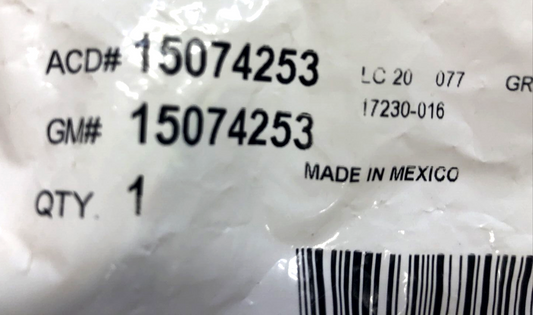 ACD# 15074253 LC 20 077 GR
GM# 15074253 17230-016
MADE IN MEXICO
QTY. 1